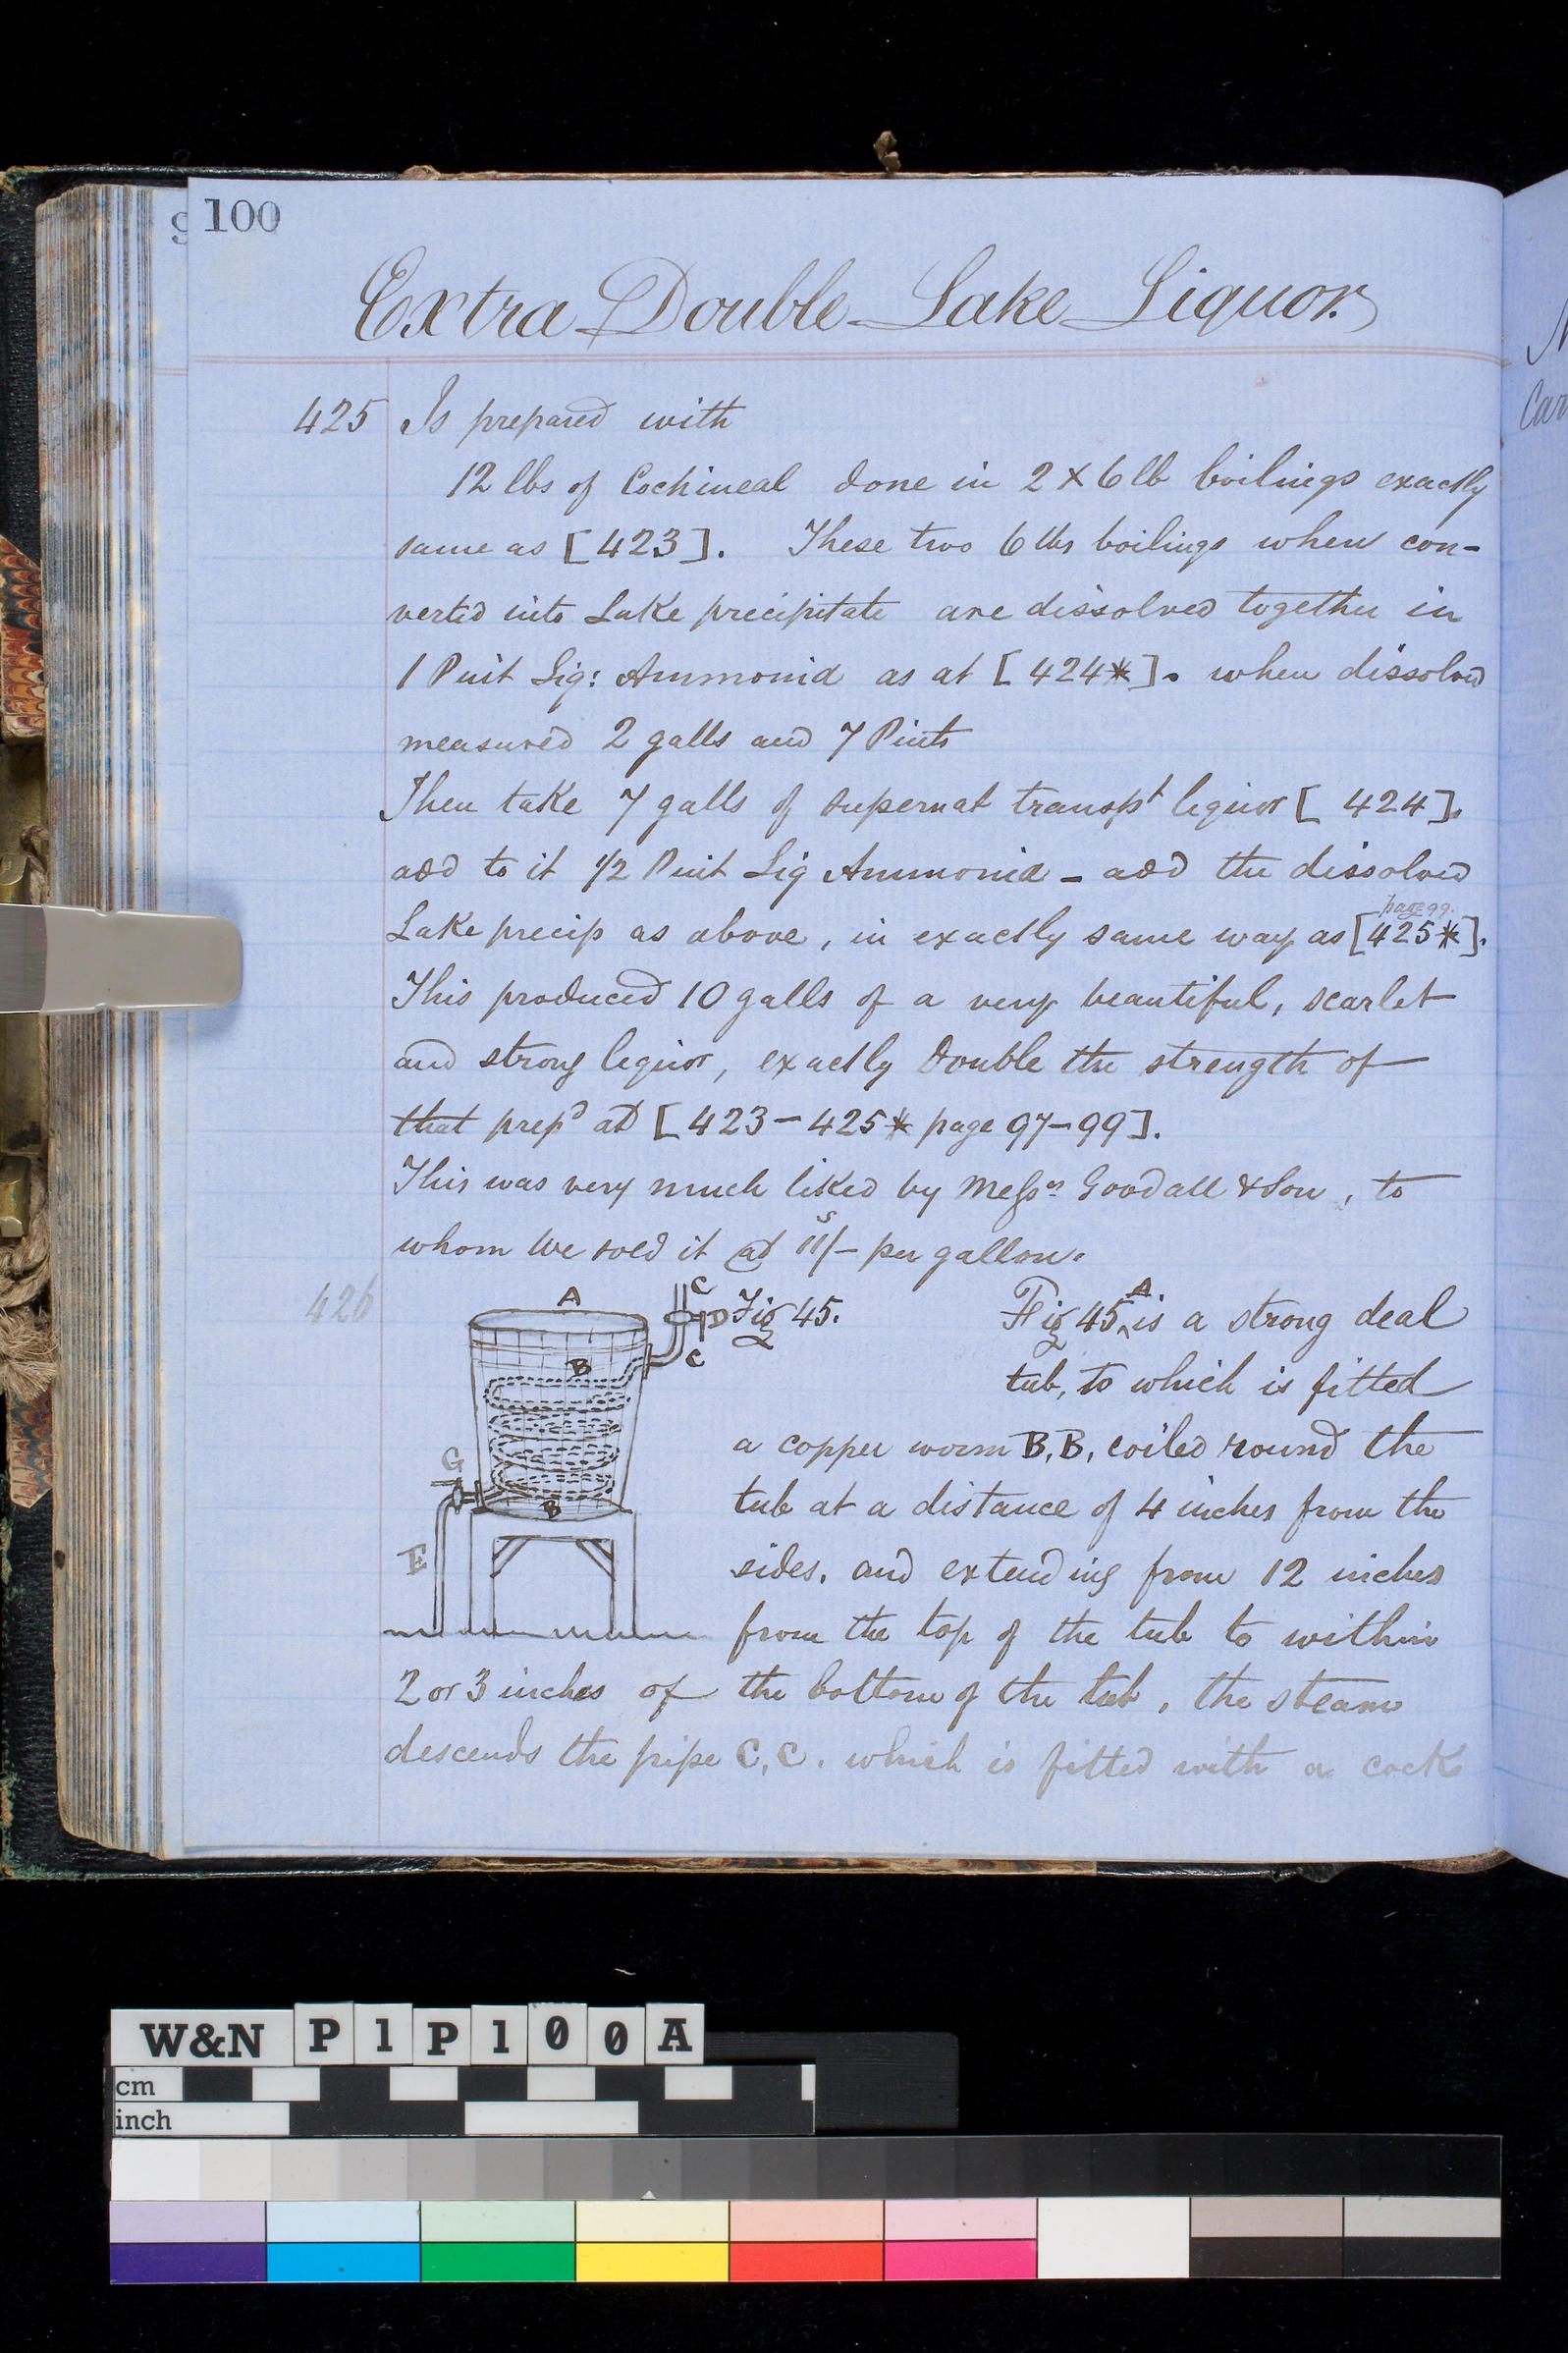 100
Extra Double Lake Liquor.
425 Is prepared with
12 lbs of Cochineal done in 2 X 6 lb boilings exactly
same as [423]. These two 6 lbs boilings when con-
verted into Lake precipitate are dissolved together in
1 Pint Liq: Ammonia as at [424*]. when dissolved
measured 2 galls and 7 Pints
Then take 7 galls of supernat transpt liquor [424].
add to it 1/2 Pint Liq Ammonia - add the dissolved
page 99.
Lake precip as above, in exactly same way as [425*].
This produced 10 galls of a very beautiful, scarlet
and strong liquor, exactly double the strength of
that prepd at [423-425* page 97-99].
This was very much liked by Messrs Goodall & Son, to
whom we sold it at 11s/- per gallon.
426
A
C
D
C
B
G
B
E
Fig 45.
Fig 45, A is a strong deal
tub, to which is fitted
a copper worm B, B, coiled round the
tub at a distance of 4 inches from the
sides. and extending from 12 inches
from the top of the tub to within
2 or 3 inches of the bottom of the tub, the steam
descends the pipe C, C. which is fitted with a cock
Car
W&N P1P100A
cm
inch